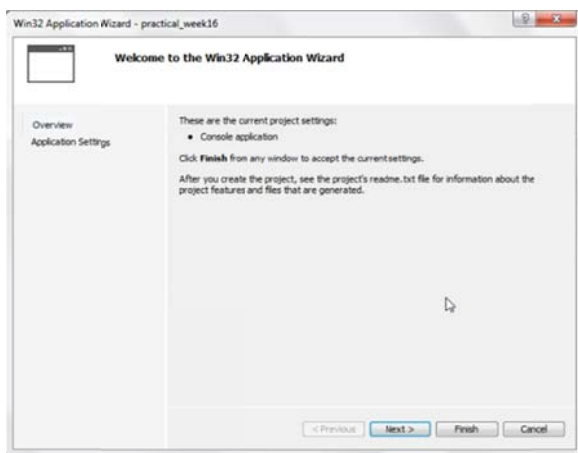 Win32 Application Wizard - practical_week16
Welcome to the Win32 Application Wizard
Overview
Application Settings
These are the current project settings:
• Console application
Click Finish from any window to accept the current settings.
After you create the project, see the project's readme.txt file for information about the
project features and files that are generated.
< Previous
Next >
Finish
Cancel